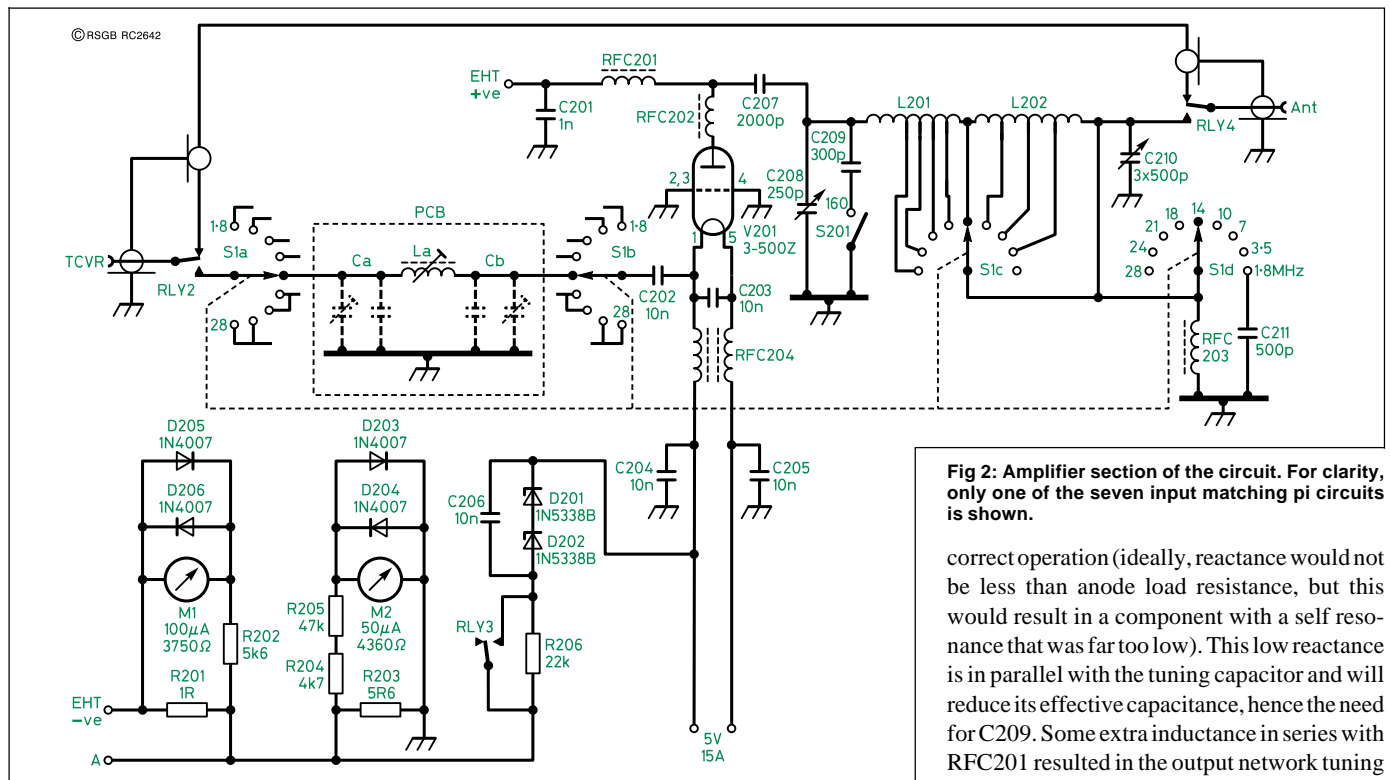 © RSGB RC2642
EHT
+ve
C201
1n
RFC201
RFC202
C207
2000p
L201
L202
C209
300p
C208
250p
160
S201
C210
3x500p
RLY4
Ant
TCVR
RLY2
1·8
S1a
28
PCB
Ca
La
Cb
1·8
S1b
28
C202
10n
2,3
4
1
5
V201
3-500Z
C203
10n
RFC204
S1c
28
24
21
18
14
10
7
3·5
1·8MHz
S1d
RFC
203
C211
500p
D205
1N4007
D206
1N4007
M1
100µA
3750Ω
R202
5k6
R201
1R
EHT
−ve
A
D203
1N4007
D204
1N4007
M2
50µA
4360Ω
R205
47k
R204
4k7
R203
5R6
C206
10n
D201
1N5338B
D202
1N5338B
RLY3
R206
22k
C204
10n
C205
10n
5V
15A
Fig 2: Amplifier section of the circuit. For clarity,
only one of the seven input matching pi circuits
is shown.
correct operation (ideally, reactance would not
be less than anode load resistance, but this
would result in a component with a self reso-
nance that was far too low). This low reactance
is in parallel with the tuning capacitor and will
reduce its effective capacitance, hence the need
for C209. Some extra inductance in series with
RFC201 resulted in the output network tuning